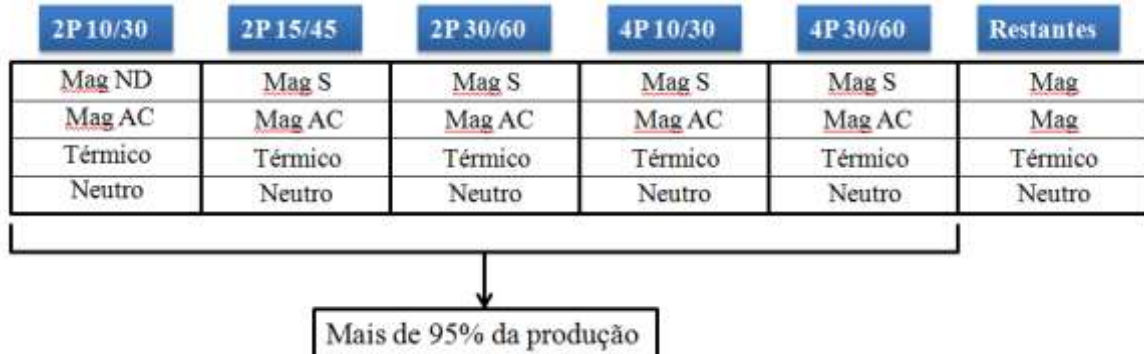 2P 10/30 2P 15/45 2P 30/60 4P 10/30 4P 30/60 Restantes
Mag ND Mag S Mag S Mag S Mag S Mag
Mag AC Mag AC Mag AC Mag AC Mag AC Mag
Térmico Térmico Térmico Térmico Térmico Térmico
Neutro Neutro Neutro Neutro Neutro Neutro
Mais de 95% da produção